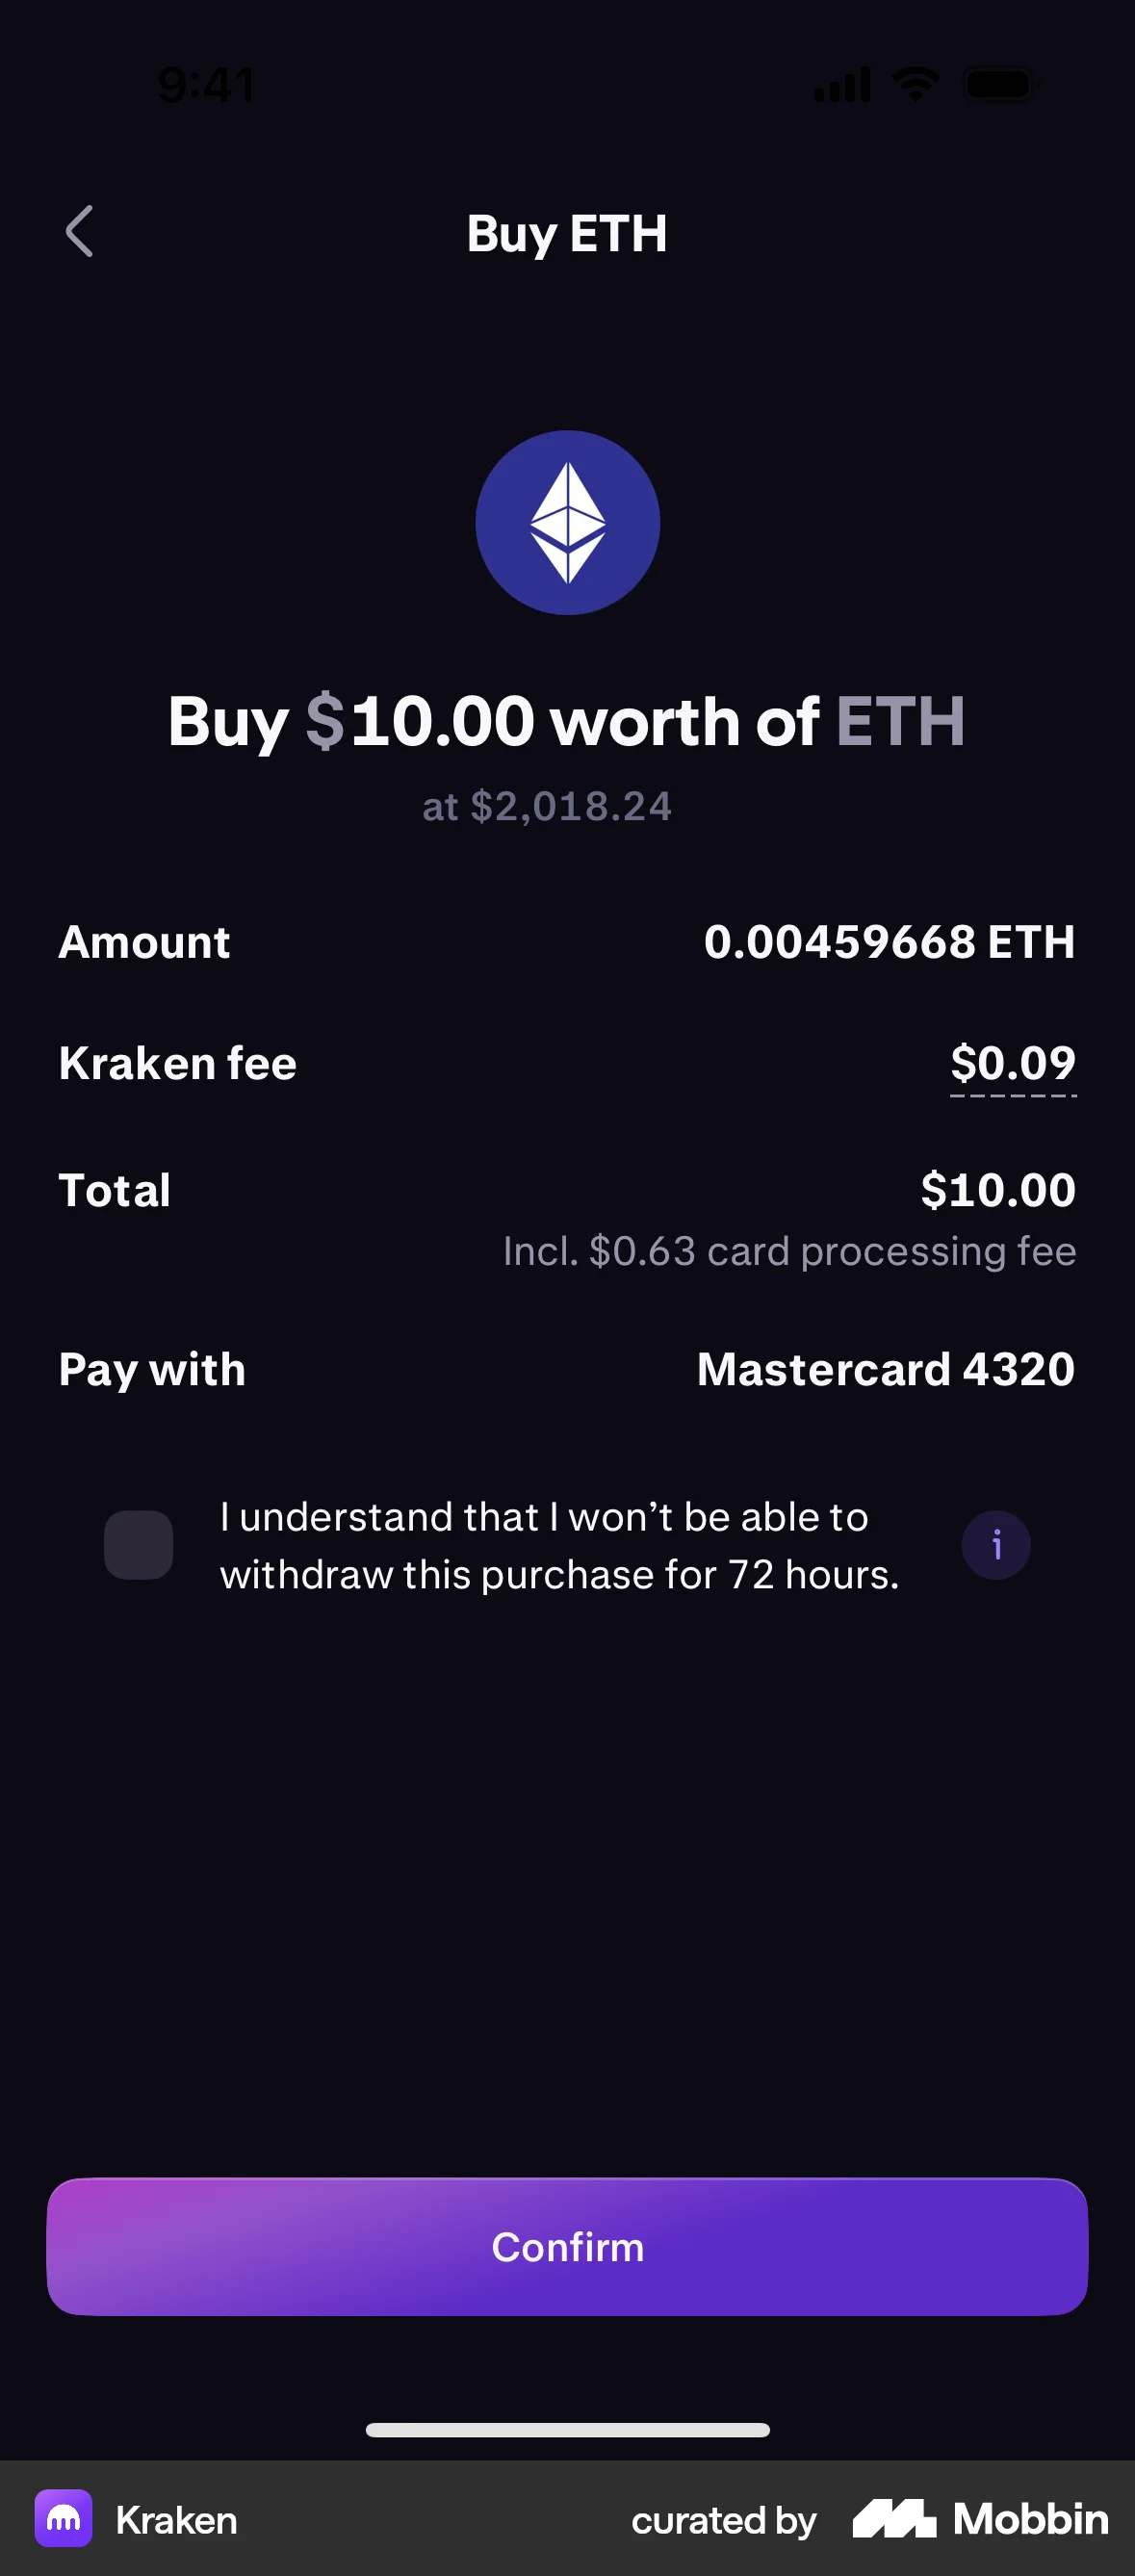 9:41
Buy ETH
Buy $10.00 worth of ETH
at $2,018.24
Amount 0.00459668 ETH
Kraken fee $0.09
Total $10.00
Incl. $0.63 card processing fee
Pay with Mastercard 4320
I understand that I won’t be able to
withdraw this purchase for 72 hours.
i
Confirm
Kraken curated by Mobbin